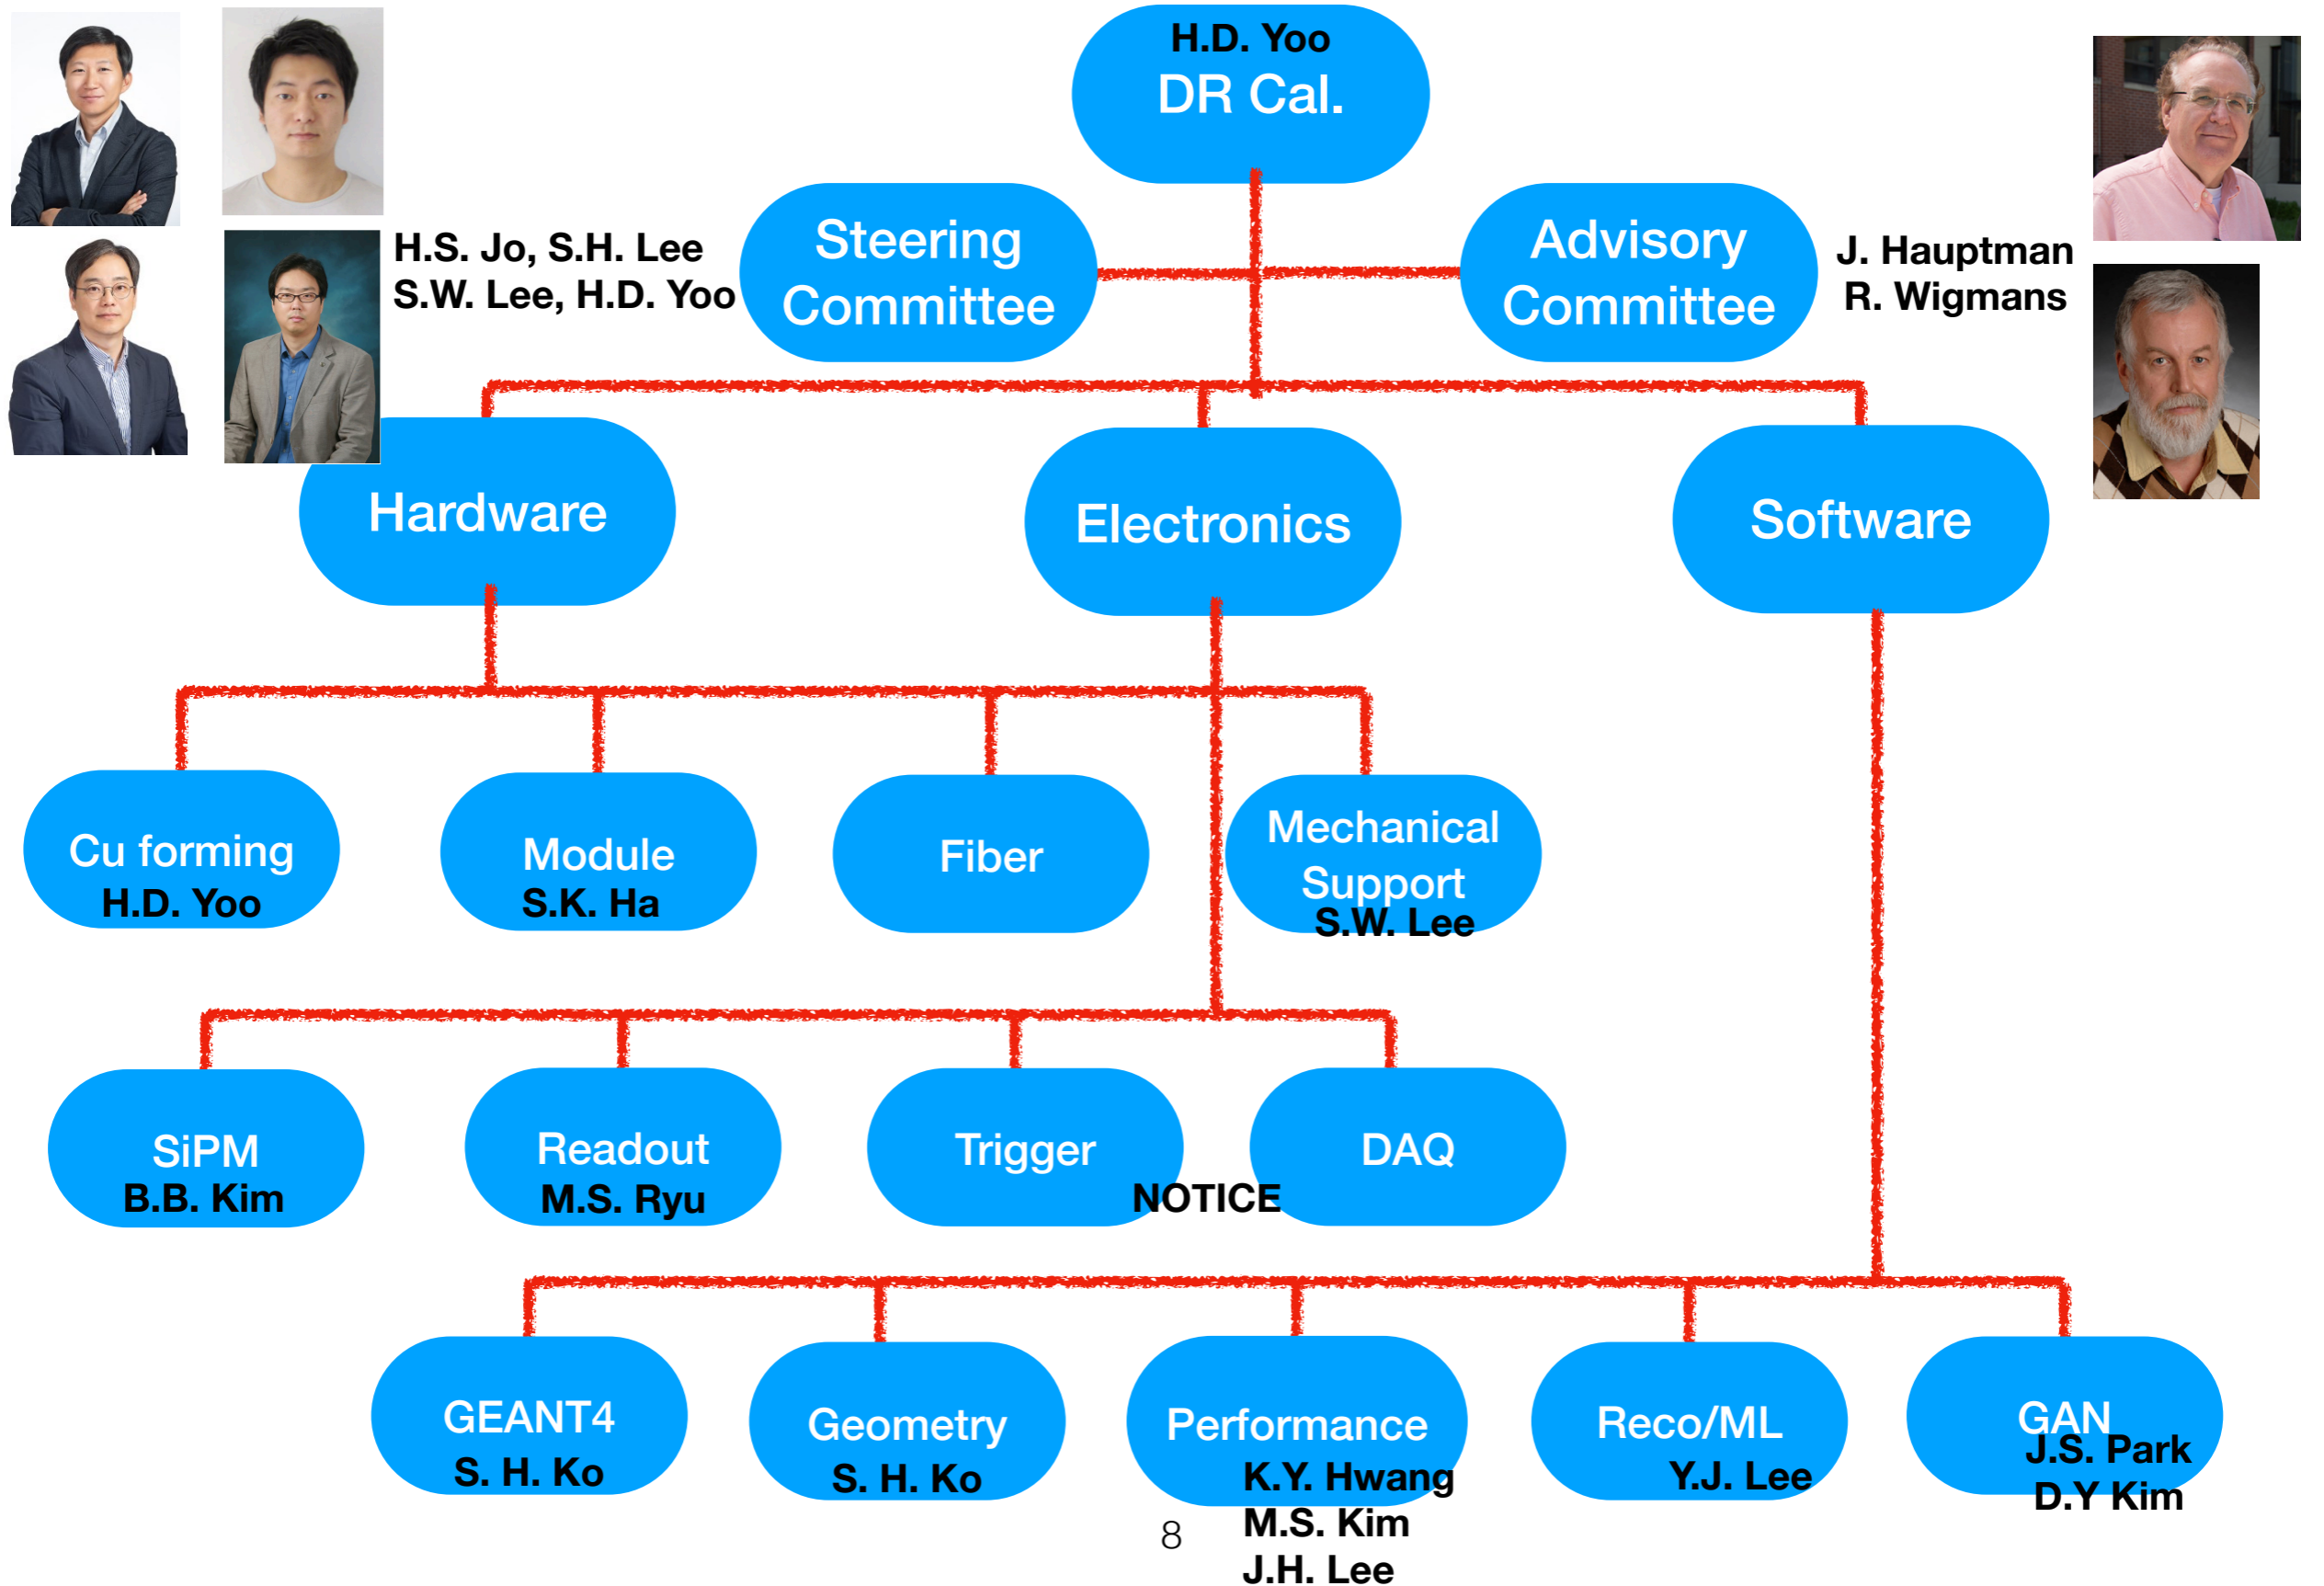 H.D. Yoo
DR Cal.
Steering
Committee
H.S. Jo, S.H. Lee
S.W. Lee, H.D. Yoo
Advisory
Committee
J. Hauptman
R. Wigmans
Hardware
Electronics
Software
Cu forming
H.D. Yoo
Module
S.K. Ha
Fiber
Mechanical
Support
S.W. Lee
SiPM
B.B. Kim
Readout
M.S. Ryu
Trigger
DAQ
NOTICE
GEANT4
S. H. Ko
Geometry
S. H. Ko
Performance
K.Y. Hwang
M.S. Kim
J.H. Lee
Reco/ML
Y.J. Lee
GAN
J.S. Park
D.Y Kim
8